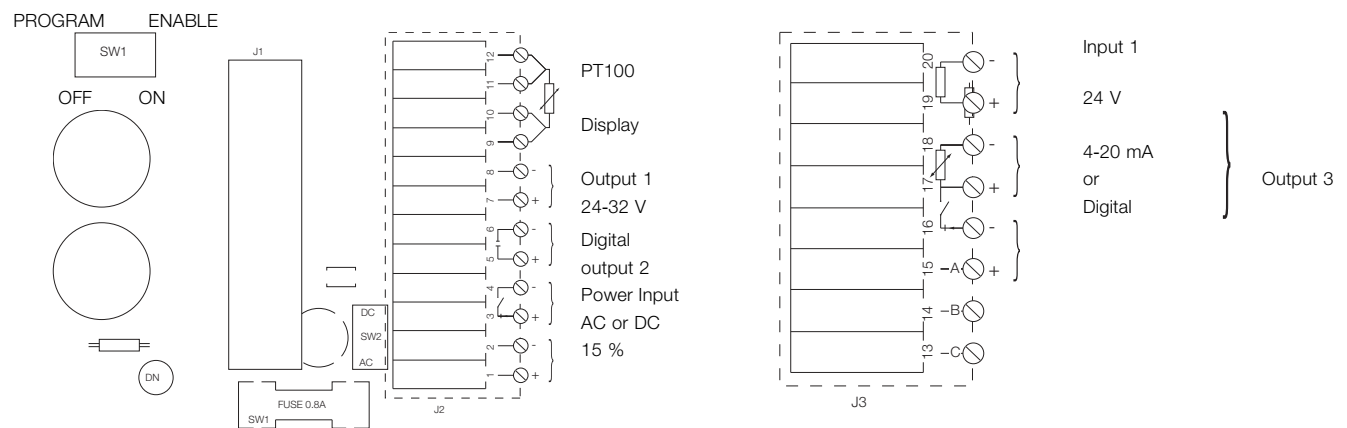 PROGRAM ENABLE
SW1
OFF ON
DN
J1
FUSE 0.8A
SW1
DC
SW2
AC
12
11
10
9
8 -
7 +
6 -
5 +
4 -
3 +
2 -
1 +
J2
PT100
Display
Output 1
24-32 V
Digital
output 2
Power Input
AC or DC
15 %
20 -
19 +
18 -
17 +
16 -
15 A +
14 B
13 C
J3
Input 1
24 V
4-20 mA
or
Digital
Output 3